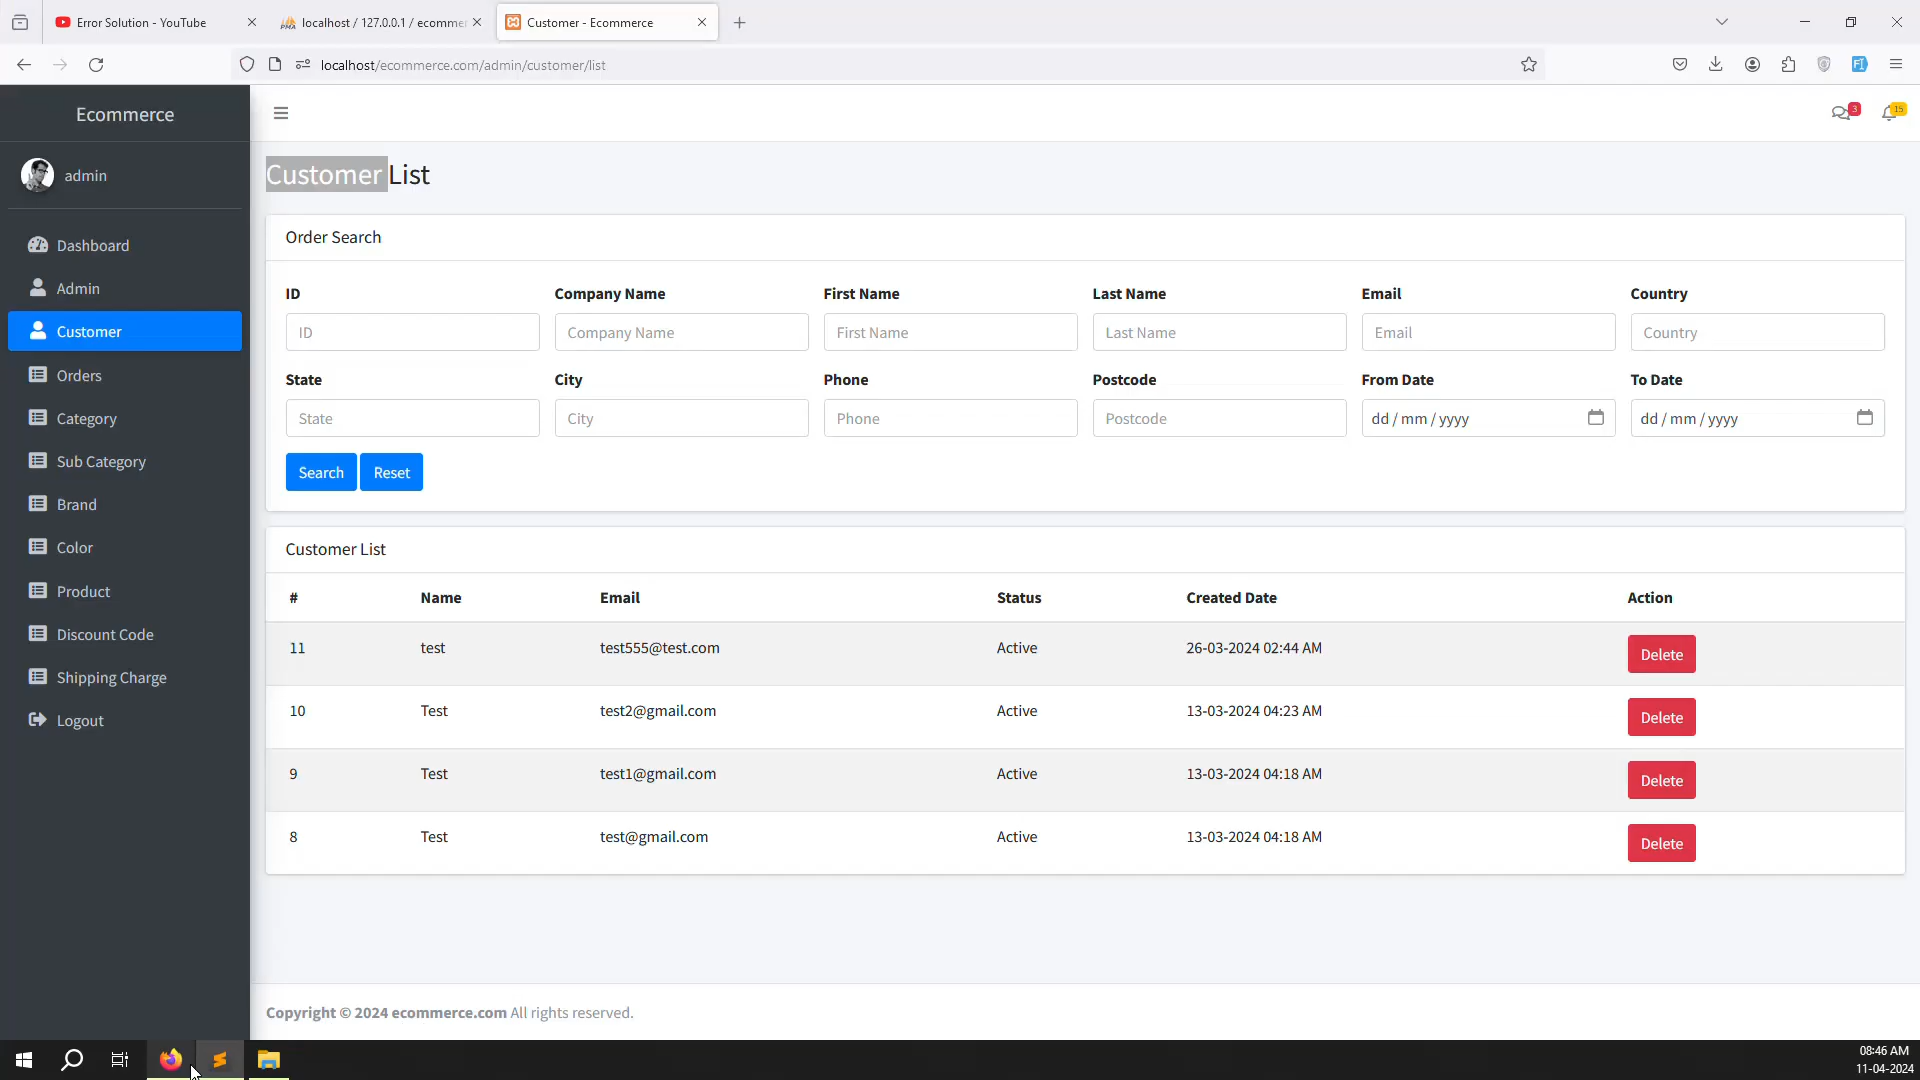 Error Solution - YouTube
localhost / 127.0.0.1 / ecomme
Customer - Ecommerce
localhost/ecommerce.com/admin/customer/list
Ecommerce
3
15
admin
Customer List
Dashboard
Admin
Customer
Orders
Category
Sub Category
Brand
Color
Product
Discount Code
Shipping Charge
Logout
Order Search
ID Company Name First Name Last Name Email Country
ID Company Name First Name Last Name Email Country
State City Phone Postcode From Date To Date
State City Phone Postcode dd / mm / yyyy dd / mm / yyyy
Search Reset
Customer List
# Name Email Status Created Date Action
11 test test555@test.com Active 26-03-2024 02:44 AM Delete
10 Test test2@gmail.com Active 13-03-2024 04:23 AM Delete
9 Test test1@gmail.com Active 13-03-2024 04:18 AM Delete
8 Test test@gmail.com Active 13-03-2024 04:18 AM Delete
Copyright © 2024 ecommerce.com All rights reserved.
08:46 AM
11-04-2024